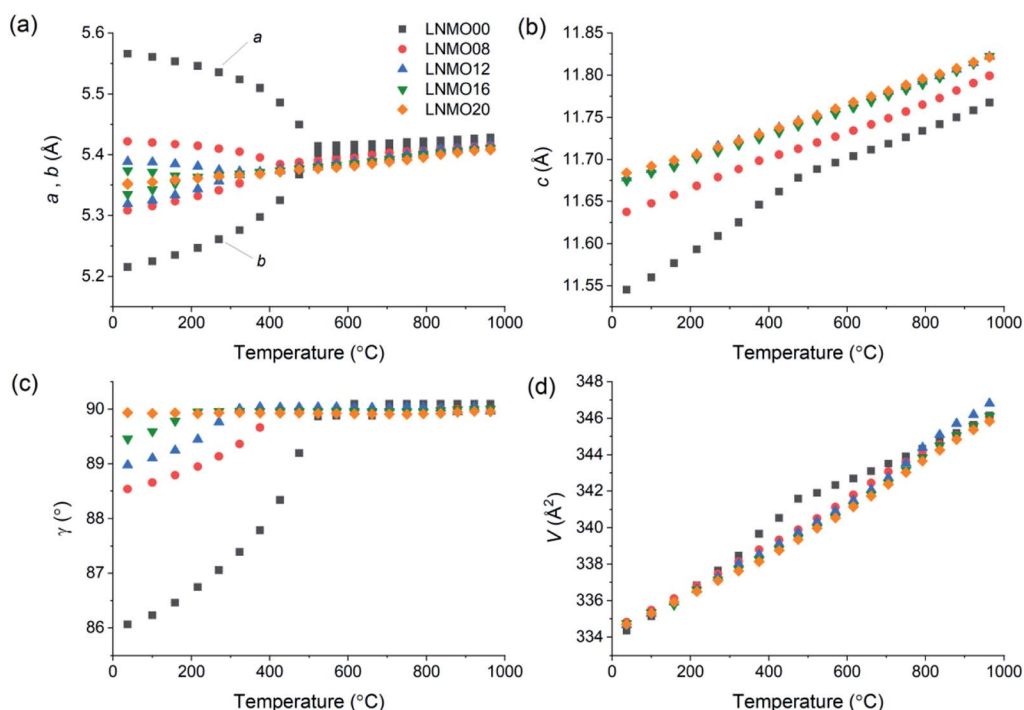 (a)
5.6
5.5
5.4
5.3
5.2
a, b (Å)
a
b
LNMO00
LNMO08
LNMO12
LNMO16
LNMO20
0 200 400 600 800 1000
Temperature (°C)
(b)
11.85
11.80
11.75
11.70
11.65
11.60
11.55
c (Å)
0 200 400 600 800 1000
Temperature (°C)
(c)
90
89
88
87
86
γ (°)
0 200 400 600 800 1000
Temperature (°C)
(d)
348
346
344
342
340
338
336
334
V (Å²)
0 200 400 600 800 1000
Temperature (°C)